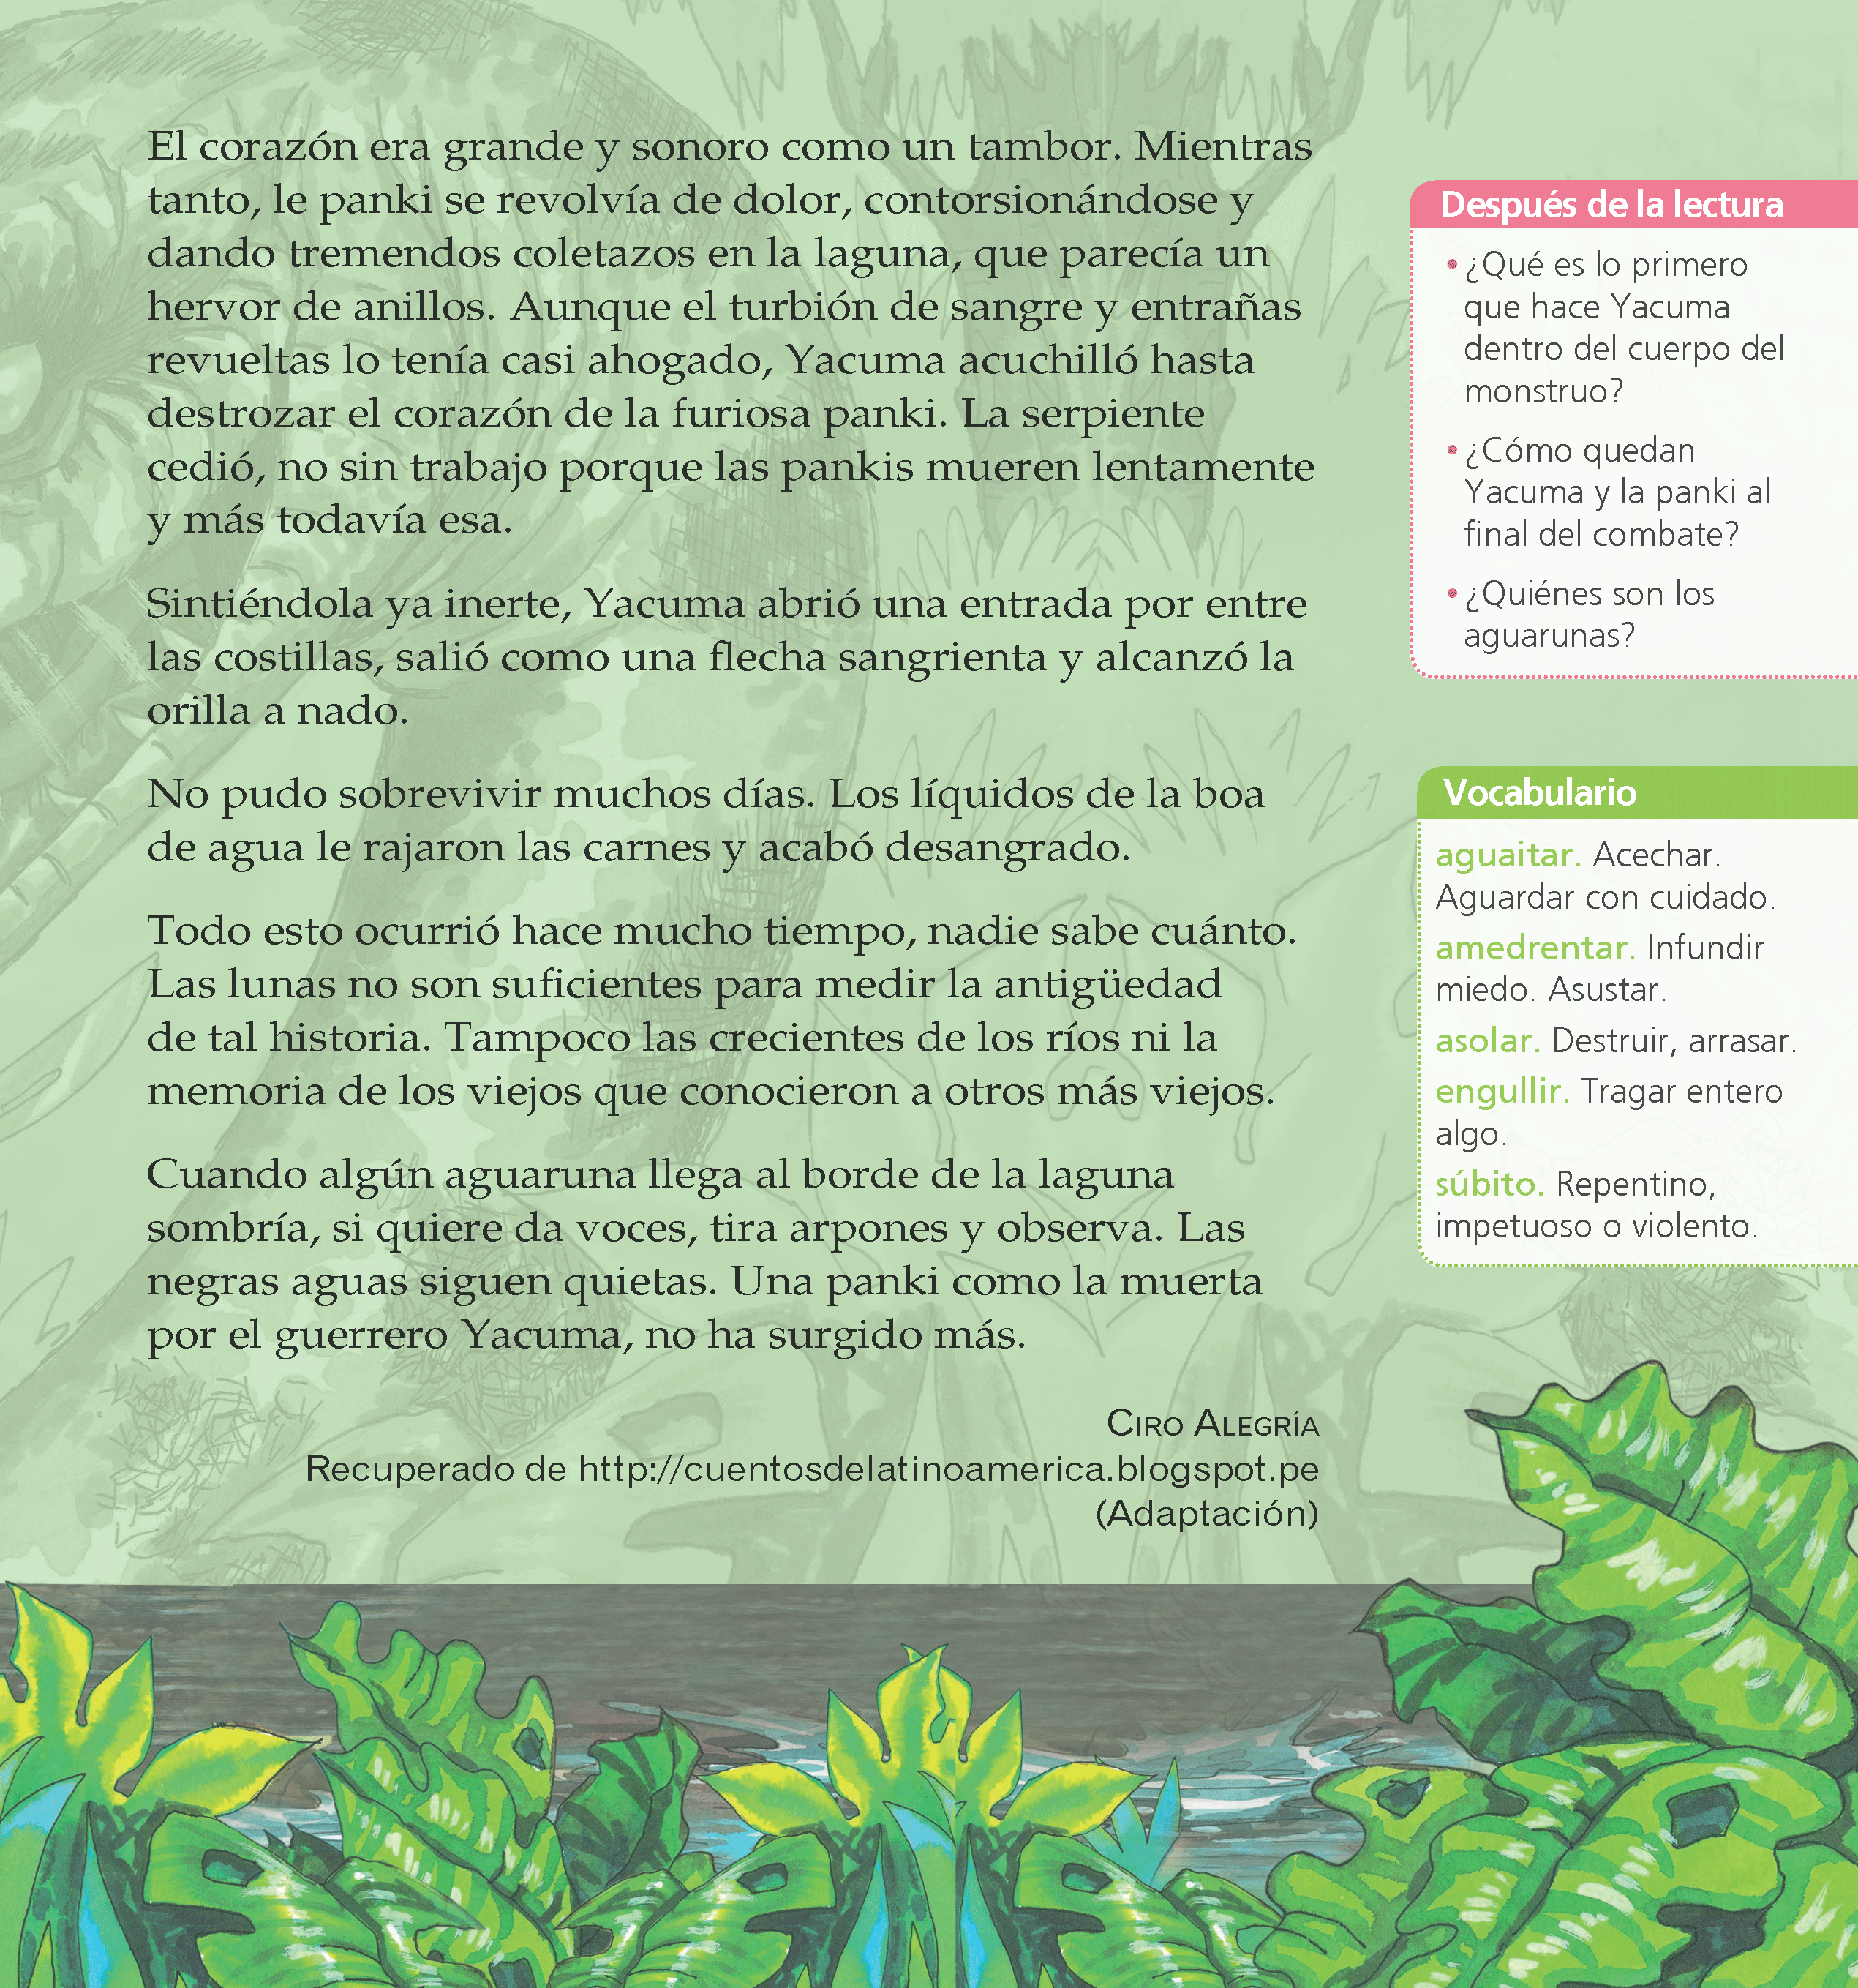 El corazón era grande y sonoro como un tambor. Mientras
tanto, le panki se revolvía de dolor, contorsionándose y
dando tremendos coletazos en la laguna, que parecía un
hervor de anillos. Aunque el turbión de sangre y entrañas
revueltas lo tenía casi ahogado, Yacuma acuchilló hasta
destrozar el corazón de la furiosa panki. La serpiente
cedió, no sin trabajo porque las pankis mueren lentamente
y más todavía esa.
Sintiéndola ya inerte, Yacuma abrió una entrada por entre
las costillas, salió como una flecha sangrienta y alcanzó la
orilla a nado.
No pudo sobrevivir muchos días. Los líquidos de la boa
de agua le rajaron las carnes y acabó desangrado.
Todo esto ocurrió hace mucho tiempo, nadie sabe cuánto.
Las lunas no son suficientes para medir la antigüedad
de tal historia. Tampoco las crecientes de los ríos ni la
memoria de los viejos que conocieron a otros más viejos.
Cuando algún aguaruna llega al borde de la laguna
sombría, si quiere da voces, tira arpones y observa. Las
negras aguas siguen quietas. Una panki como la muerta
por el guerrero Yacuma, no ha surgido más.
Ciro Alegría
Recuperado de http://cuentosdelatinoamerica.blogspot.pe
(Adaptación)
Después de la lectura
• ¿Qué es lo primero
que hace Yacuma
dentro del cuerpo del
monstruo?
• ¿Cómo quedan
Yacuma y la panki al
final del combate?
• ¿Quiénes son los
aguarunas?
Vocabulario
aguaitar. Acechar.
Aguardar con cuidado.
amedrentar. Infundir
miedo. Asustar.
asolar. Destruir, arrasar.
engullir. Tragar entero
algo.
súbito. Repentino,
impetuoso o violento.